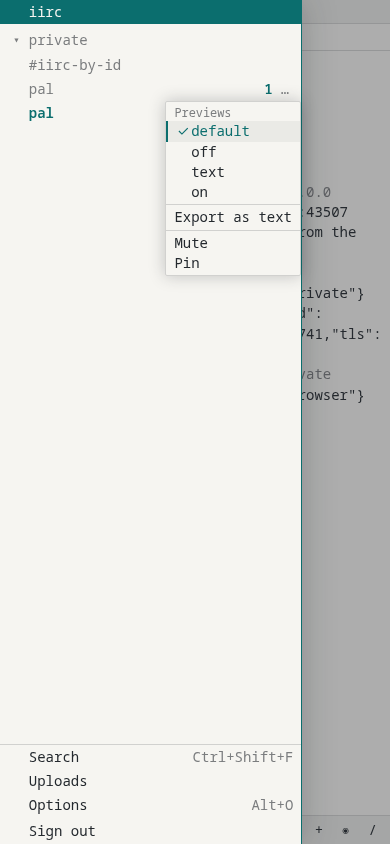 iirc
▾ private
#iirc-by-id
pal 1 …
pal
Previews
✓ default
off
text
on
Export as text
Mute
Pin
0.0
:43507
rom the
rivate"}
d":
741,"tls":
vate
rowser"}
Search Ctrl+Shift+F
Uploads
Options Alt+O
Sign out
+ ◉ /